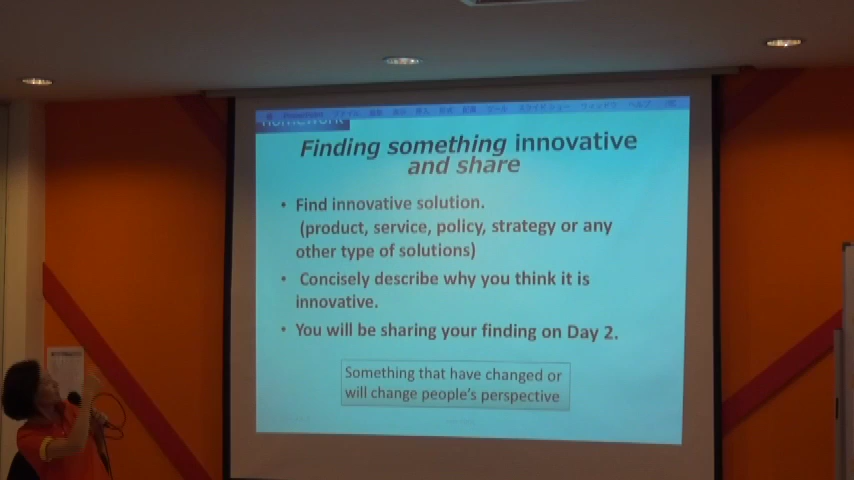 homework
Finding something innovative
and share
• Find innovative solution.
(product, service, policy, strategy or any
other type of solutions)
• Concisely describe why you think it is
innovative.
• You will be sharing your finding on Day 2.
Something that have changed or
will change people's perspective